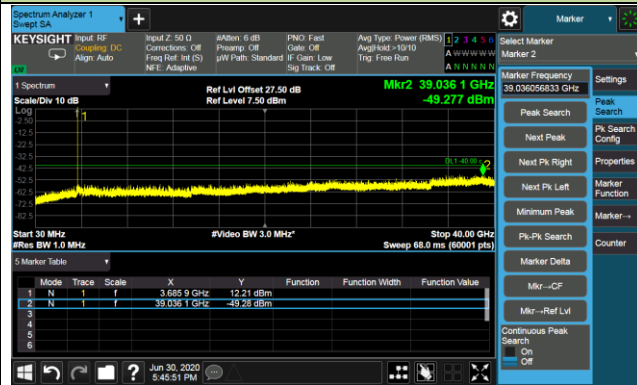 Spectrum Analyzer 1
Swept SA
Marker
KEYSIGHT
Input: RF
Coupling: DC
Align: Auto
Input Z: 50 Ω
Corrections: Off
Freq Ref: Int (S)
NFE: Adaptive
#Atten: 6 dB
Preamp: Off
µW Path: Standard
PNO: Fast
Gate: Off
IF Gain: Low
Sig Track: Off
Avg Type: Power (RMS)
Avg|Hold:>10/10
Trig: Free Run
1 2 3 4 5 6
A W W W W W
A N N N N N
Select Marker
Marker 2
Marker Frequency
39.036056833 GHz
Settings
Peak Search
Next Peak
Next Pk Right
Next Pk Left
Minimum Peak
Pk-Pk Search
Marker Delta
Mkr→CF
Mkr→Ref Lvl
Continuous Peak
Search
On
Off
Peak
Search
Pk Search
Config
Properties
Marker
Function
Marker→
Counter
1 Spectrum
Scale/Div 10 dB
Log
Ref Lvl Offset 27.50 dB
Ref Level 7.50 dBm
Mkr2 39.036 1 GHz
-49.277 dBm
-2.50
-12.5
-22.5
-32.5
-42.5
-52.5
-62.5
-72.5
-82.5
1
2
Start 30 MHz
#Res BW 1.0 MHz
#Video BW 3.0 MHz*
Stop 40.00 GHz
Sweep 68.0 ms (60001 pts)
5 Marker Table
Mode Trace Scale X Y Function Function Width Function Value
1 N 1 f 3.685 9 GHz 12.21 dBm
2 N 1 f 39.036 1 GHz -49.28 dBm
3
4
5
6
?
Jun 30, 2020
5:45:51 PM